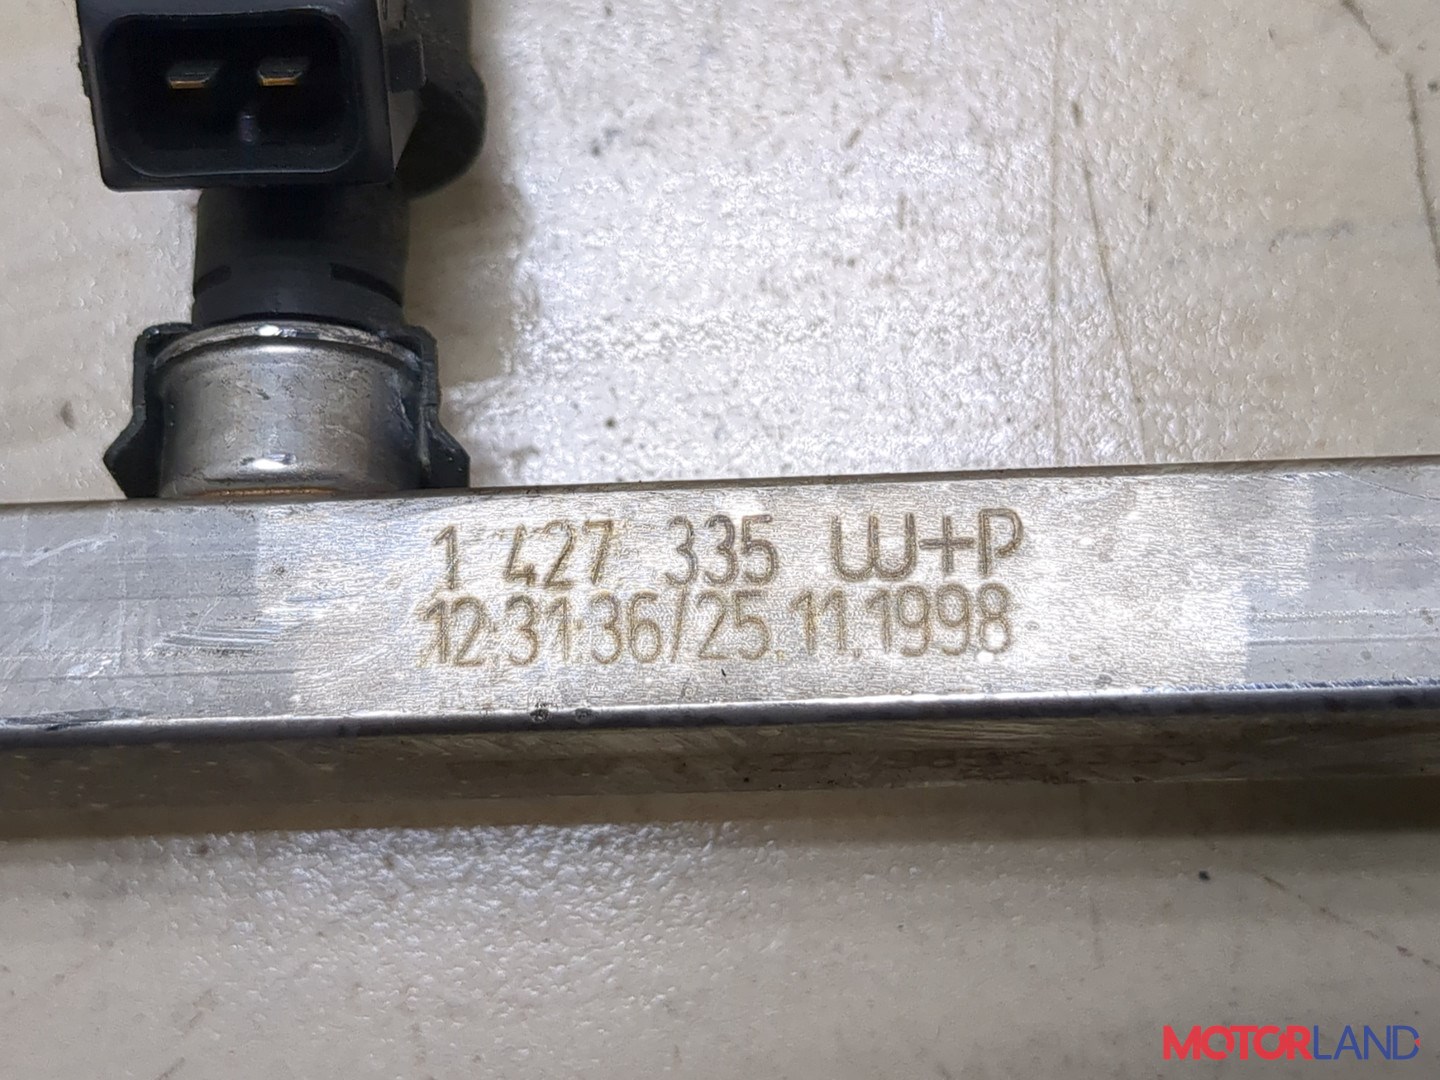 1 427 335 W+P
12:31:36/25.11.1998
MOTORLAND